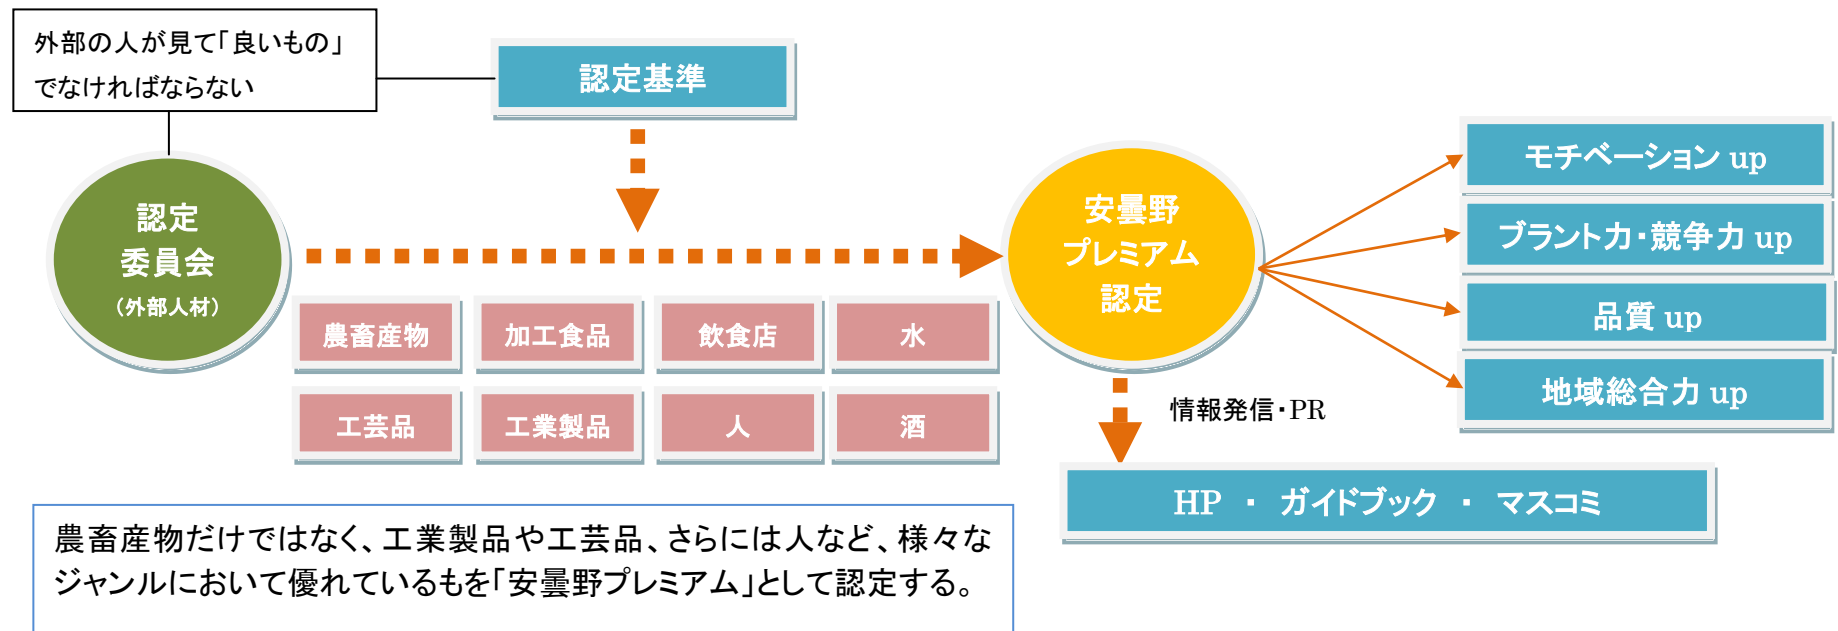 外部の人が見て「良いもの」
でなければならない
認定基準
認定
委員会
（外部人材）
農畜産物
加工食品
飲食店
水
工芸品
工業製品
人
酒
安曇野
プレミアム
認定
モチベーション up
ブラント力・競争力 up
品質 up
地域総合力 up
情報発信・PR
HP ・ ガイドブック ・ マスコミ
農畜産物だけではなく、工業製品や工芸品、さらには人など、様々な
ジャンルにおいて優れているもを「安曇野プレミアム」として認定する。